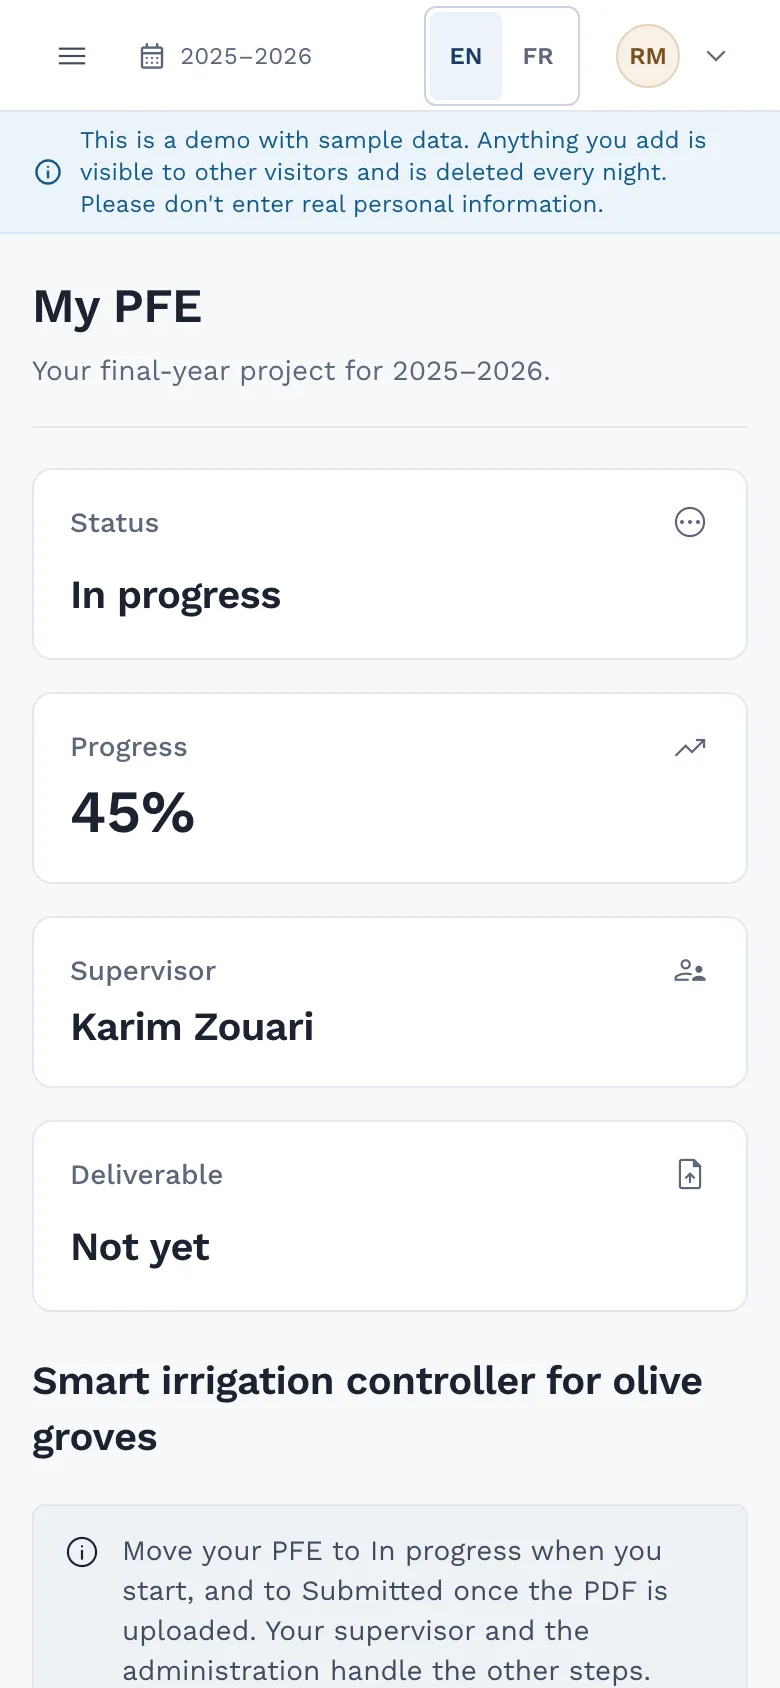 2025–2026
EN
FR
RM
This is a demo with sample data. Anything you add is
visible to other visitors and is deleted every night.
Please don't enter real personal information.
My PFE
Your final-year project for 2025–2026.
Status
In progress
Progress
45%
Supervisor
Karim Zouari
Deliverable
Not yet
Smart irrigation controller for olive
groves
Move your PFE to In progress when you
start, and to Submitted once the PDF is
uploaded. Your supervisor and the
administration handle the other steps.